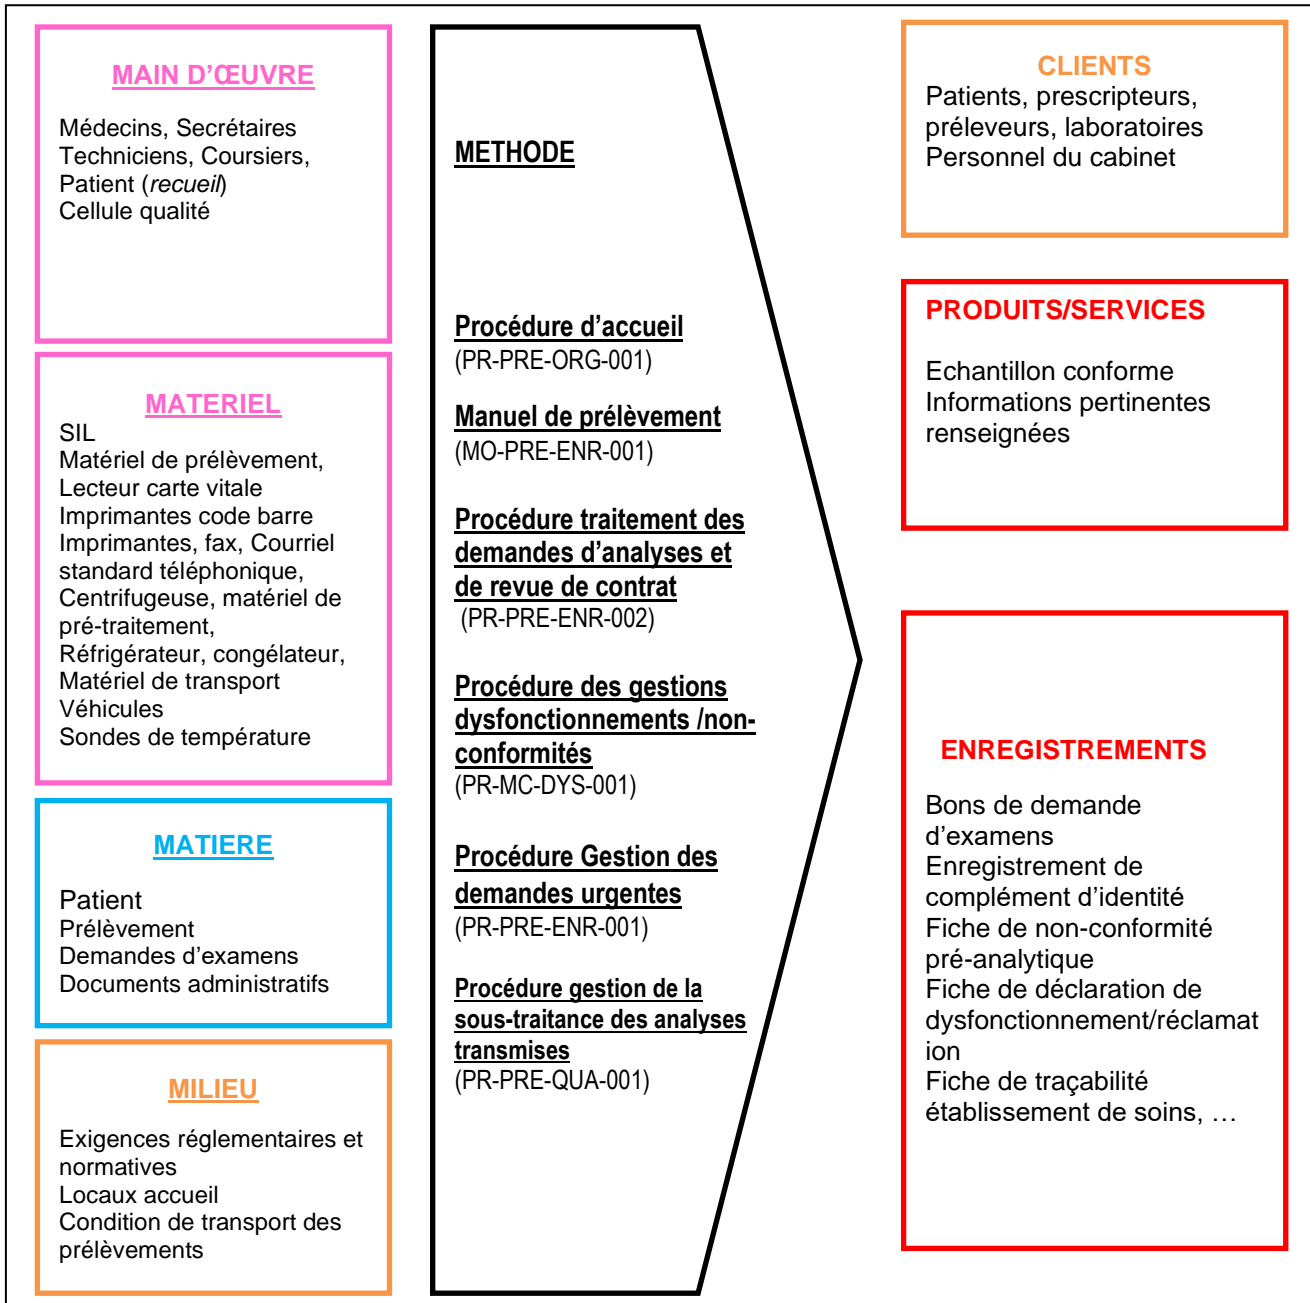 MAIN D'ŒUVRE
Médecins, Secrétaires
Techniciens, Coursiers,
Patient (recueil)
Cellule qualité
MATERIEL
SIL
Matériel de prélèvement,
Lecteur carte vitale
Imprimantes code barre
Imprimantes, fax, Courriel
standard téléphonique,
Centrifugeuse, matériel de
pré-traitement,
Réfrigérateur, congélateur,
Matériel de transport
Véhicules
Sondes de température
MATIERE
Patient
Prélèvement
Demandes d'examens
Documents administratifs
MILIEU
Exigences réglementaires et
normatives
Locaux accueil
Condition de transport des
prélèvements
METHODE
Procédure d'accueil
(PR-PRE-ORG-001)
Manuel de prélèvement
(MO-PRE-ENR-001)
Procédure traitement des
demandes d'analyses et
de revue de contrat
(PR-PRE-ENR-002)
Procédure des gestions
dysfonctionnements /non-
conformités
(PR-MC-DYS-001)
Procédure Gestion des
demandes urgentes
(PR-PRE-ENR-001)
Procédure gestion de la
sous-traitance des analyses
transmises
(PR-PRE-QUA-001)
CLIENTS
Patients, prescripteurs,
préleveurs, laboratoires
Personnel du cabinet
PRODUITS/SERVICES
Echantillon conforme
Informations pertinentes
renseignées
ENREGISTREMENTS
Bons de demande
d'examens
Enregistrement de
complément d'identité
Fiche de non-conformité
pré-analytique
Fiche de déclaration de
dysfonctionnement/réclamat
ion
Fiche de traçabilité
établissement de soins, …